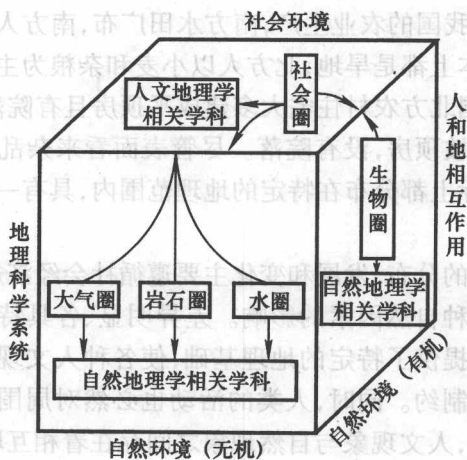 社会环境
社会圈
人文地理学
相关学科
人和地相互作用
生物圈
地理科学系统
大气圈
岩石圈
水圈
自然地理学
相关学科
自然地理学相关学科
自然环境(有机)
自然环境(无机)